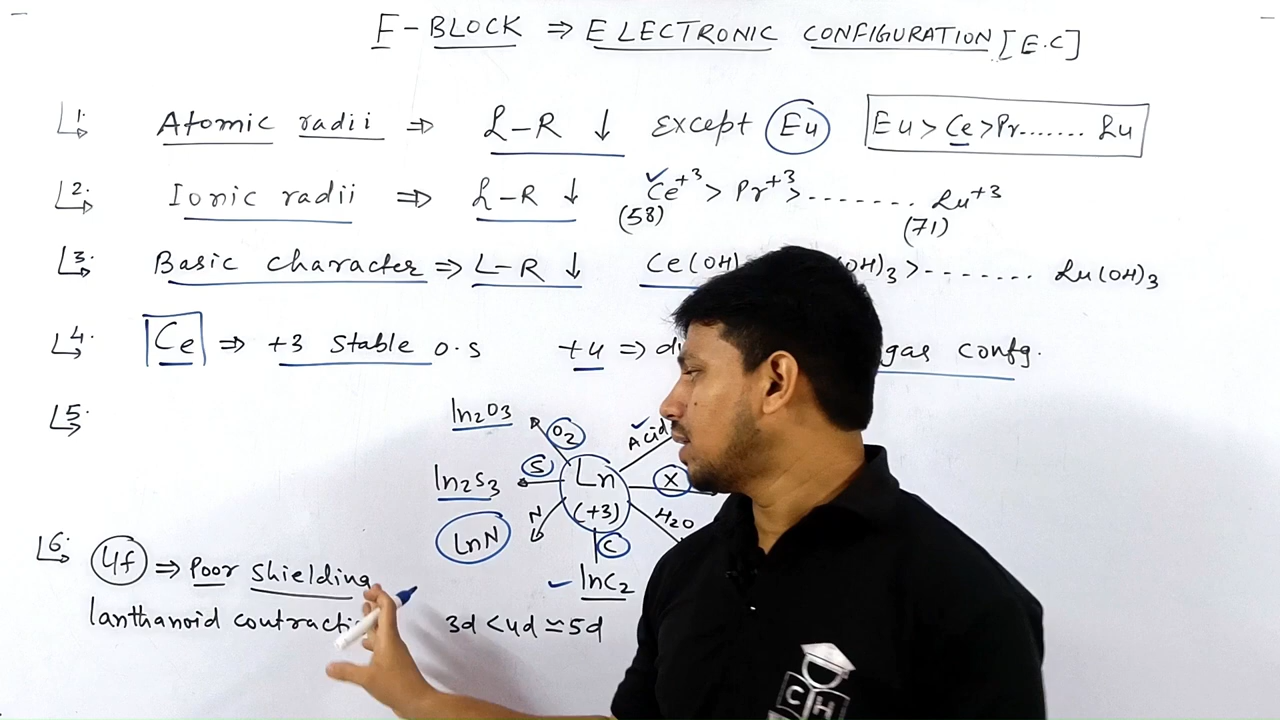 F-BLOCK ⇒ ELECTRONIC CONFIGURATION [E.C]
1. Atomic radii ⇒ L-R ↓ except Eu Eu > Ce > Pr....... Lu
2. Ionic radii ⇒ L-R ↓ Ce+3 > Pr+3 > ........ Lu+3
(58) (71)
3. Basic character ⇒ L-R ↓ Ce(OH) OH)3 > ....... Lu(OH)3
4. Ce ⇒ +3 stable o.s +4 ⇒ gas confg.
5.
ln2O3 O2 Acid
ln2S3 S Ln (+3) X
LnN N C H2O
lnC2
6. 4f ⇒ Poor shielding
lanthanoid contracti 3d < 4d ≃ 5d
C H